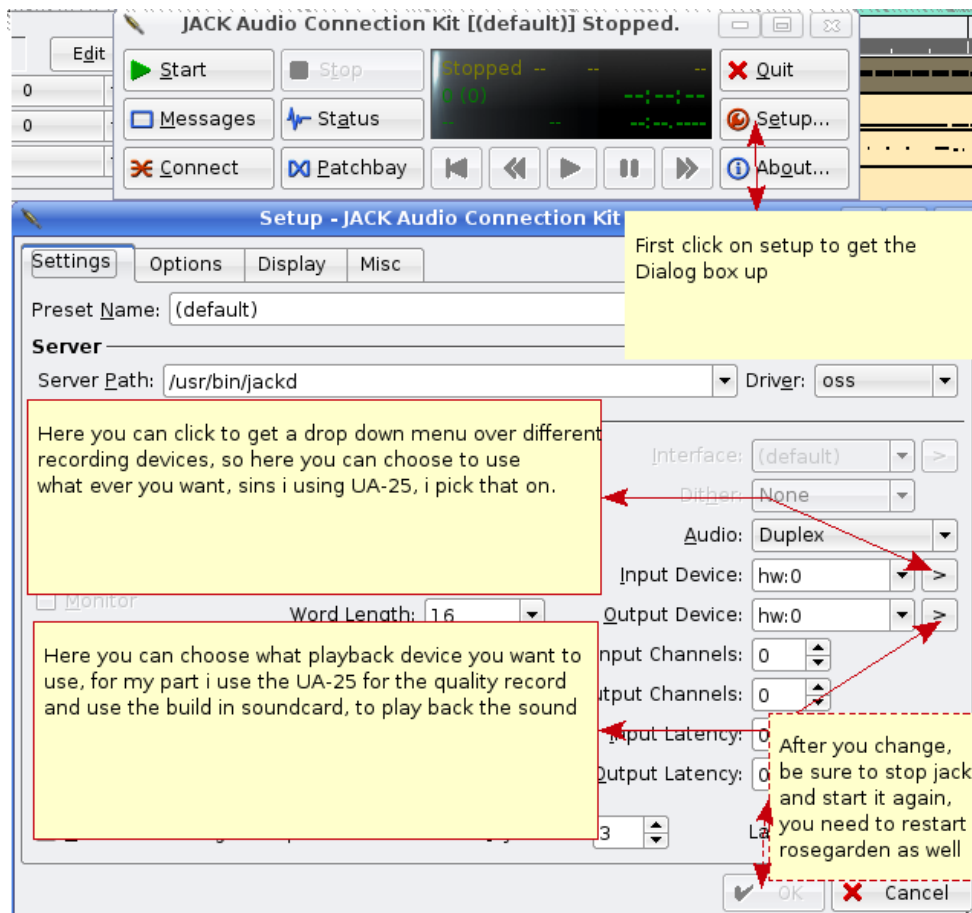 JACK Audio Connection Kit [(default)] Stopped.
Edit
Start
Stop
Stopped -- -- --
0 (0) --:--:--
-- -- --:--.----
Quit
0
0
Messages
Status
Setup...
Connect
Patchbay
About...
Setup - JACK Audio Connection Kit
First click on setup to get the
Dialog box up
Settings
Options
Display
Misc
Preset Name: (default)
Server
Server Path: /usr/bin/jackd
Driver: oss
Here you can click to get a drop down menu over different
recording devices, so here you can choose to use
what ever you want, sins i using UA-25, i pick that on.
Interface: (default) >
Dither: None
Audio: Duplex
Input Device: hw:0 >
Monitor
Word Length: 16
Output Device: hw:0 >
Here you can choose what playback device you want to
use, for my part i use the UA-25 for the quality record
and use the build in soundcard, to play back the sound
nput Channels: 0
utput Channels: 0
Input Latency: 0
Output Latency: 0
After you change,
be sure to stop jack
and start it again,
you need to restart
rosegarden as well
3
La
OK
Cancel